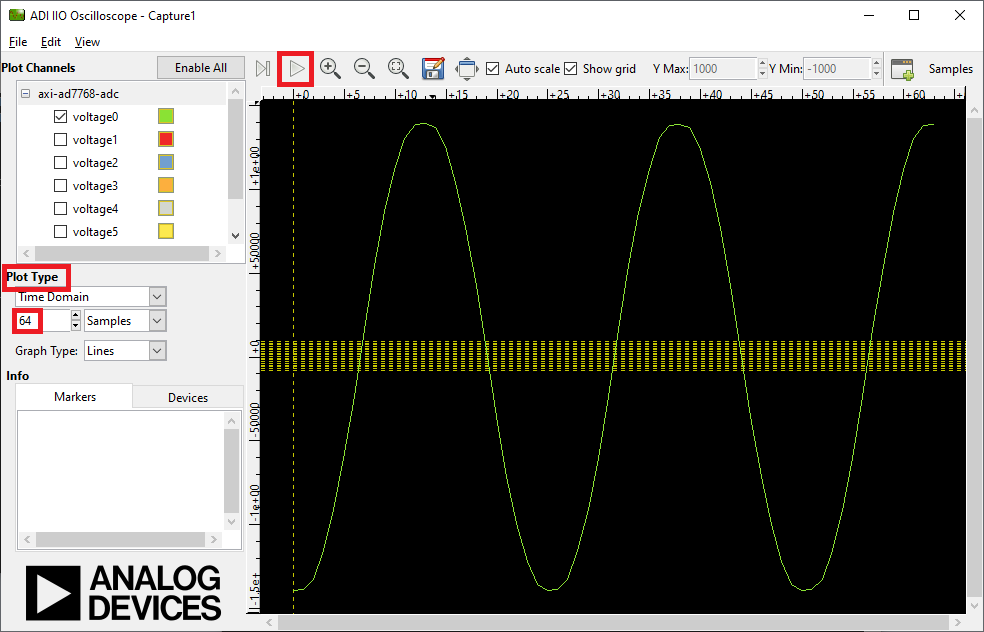 ADI IIO Oscilloscope - Capture1
File Edit View
Plot Channels Enable All Auto scale Show grid Y Max: 1000 Y Min: -1000 Samples
axi-ad7768-adc
voltage0
voltage1
voltage2
voltage3
voltage4
voltage5
Plot Type
Time Domain
64 Samples
Graph Type: Lines
Info
Markers Devices
ANALOG
DEVICES
+0 +5 +10 +15 +20 +25 +30 +35 +40 +45 +50 +55 +60
+1e+00
+50000
+0
-50000
-1e+00
-1.5e+